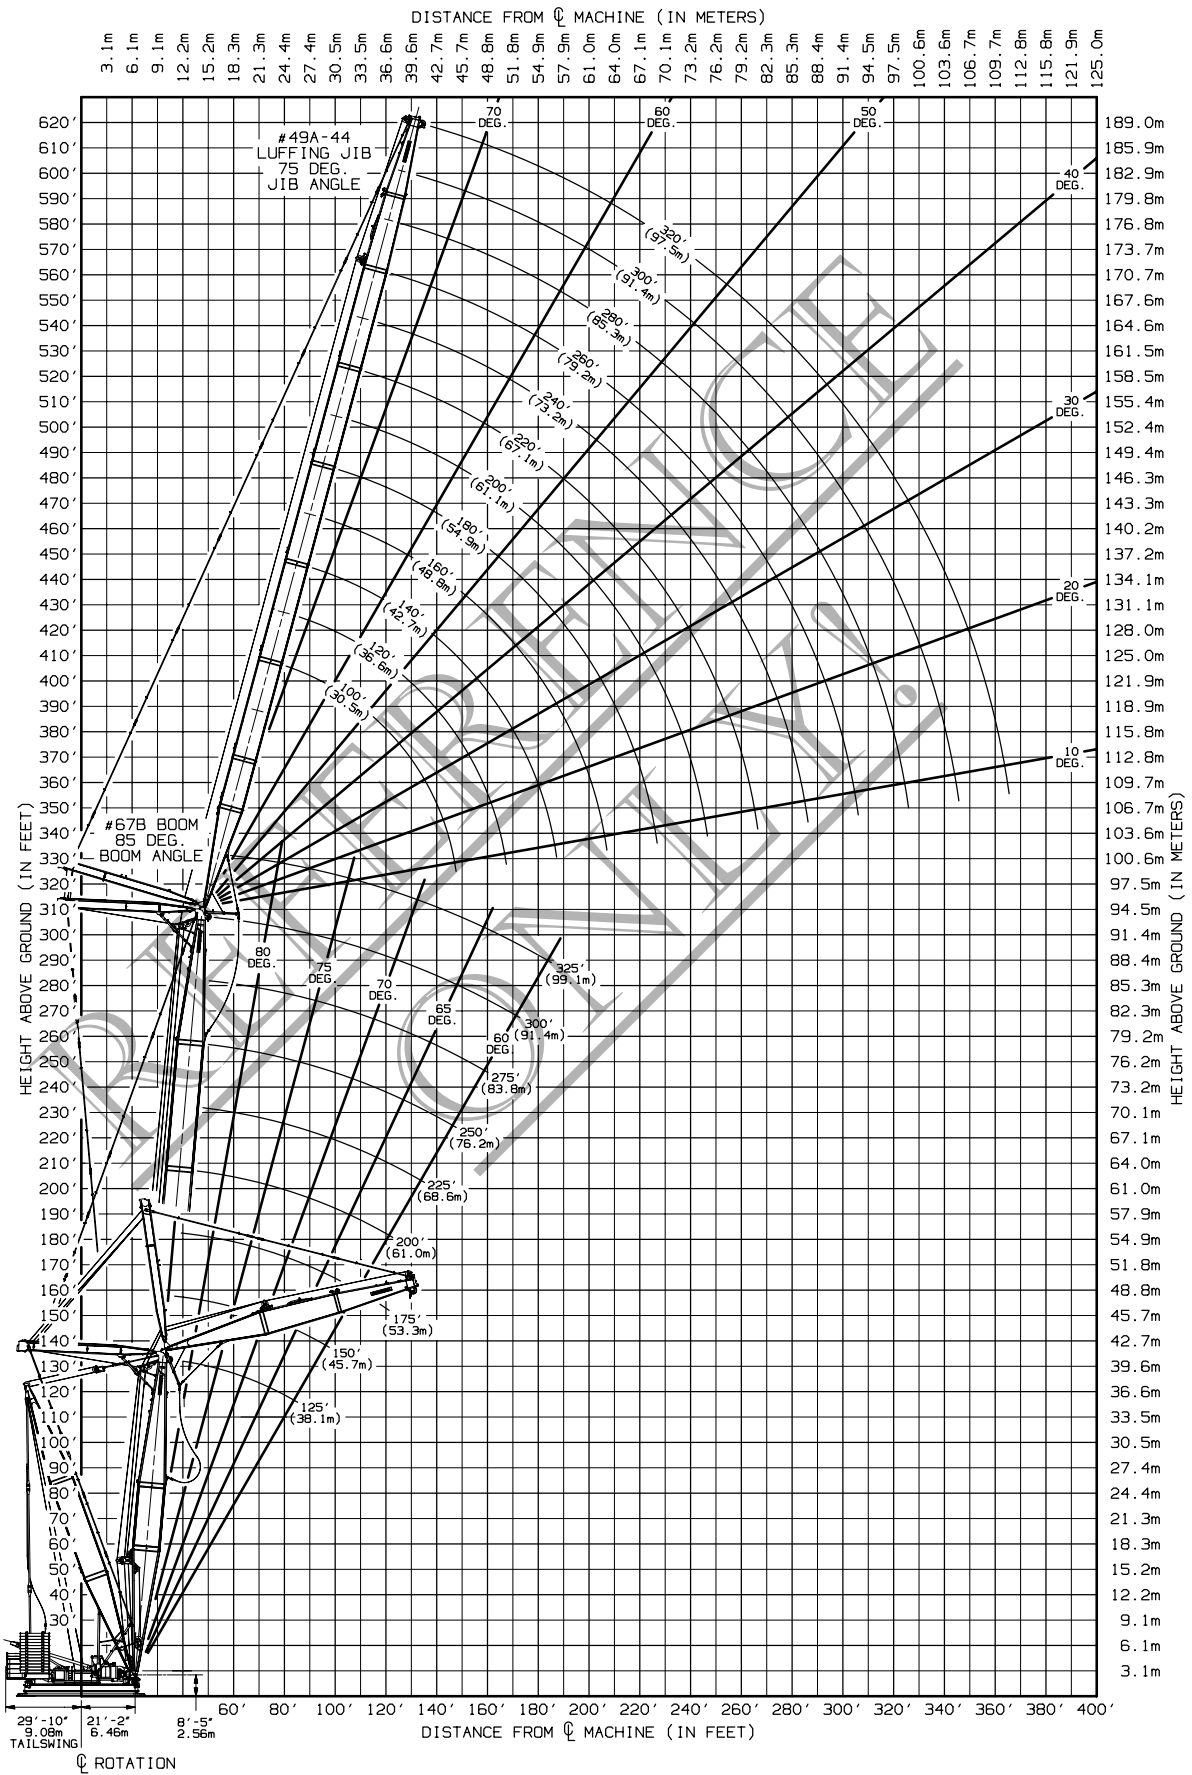 DISTANCE FROM ℄ MACHINE (IN METERS)
3.1m 6.1m 9.1m 12.2m 15.2m 18.3m 21.3m 24.4m 27.4m 30.5m 33.5m 36.6m 39.6m 42.7m 45.7m 48.8m 51.8m 54.9m 57.9m 61.0m 64.0m 67.1m 70.1m 73.2m 76.2m 79.2m 82.3m 85.3m 88.4m 91.4m 94.5m 97.5m 100.6m 103.6m 106.7m 109.7m 112.8m 115.8m 121.9m 125.0m
#49A-44
LUFFING JIB
75 DEG.
JIB ANGLE
70
DEG.
60
DEG.
50
DEG.
40
DEG.
30
DEG.
20
DEG.
10
DEG.
620'
610'
600'
590'
580'
570'
560'
550'
540'
530'
520'
510'
500'
490'
480'
470'
460'
450'
440'
430'
420'
410'
400'
390'
380'
370'
360'
350'
340'
330'
320'
310'
300'
290'
280'
270'
260'
250'
240'
230'
220'
210'
200'
190'
180'
170'
160'
150'
140'
130'
120'
110'
100'
90'
80'
70'
60'
50'
40'
30'
189.0m
185.9m
182.9m
179.8m
176.8m
173.7m
170.7m
167.6m
164.6m
161.5m
158.5m
155.4m
152.4m
149.4m
146.3m
143.3m
140.2m
137.2m
134.1m
131.1m
128.0m
125.0m
121.9m
118.9m
115.8m
112.8m
109.7m
106.7m
103.6m
100.6m
97.5m
94.5m
91.4m
88.4m
85.3m
82.3m
79.2m
76.2m
73.2m
70.1m
67.1m
64.0m
61.0m
57.9m
54.9m
51.8m
48.8m
45.7m
42.7m
39.6m
36.6m
33.5m
30.5m
27.4m
24.4m
21.3m
18.3m
15.2m
12.2m
9.1m
6.1m
3.1m
HEIGHT ABOVE GROUND (IN FEET)
HEIGHT ABOVE GROUND (IN METERS)
320'
(97.5m)
300'
(91.4m)
280'
(85.3m)
260'
(79.2m)
240'
(73.2m)
220'
(67.1m)
200'
(61.1m)
180'
(54.9m)
160'
(48.8m)
140'
(42.7m)
120'
(36.6m)
100'
(30.5m)
#67B BOOM
85 DEG.
BOOM ANGLE
80
DEG.
75
DEG.
70
DEG.
65
DEG.
60
DEG.
325'
(99.1m)
300'
(91.4m)
275'
(83.8m)
250'
(76.2m)
225'
(68.6m)
200'
(61.0m)
175'
(53.3m)
150'
(45.7m)
125'
(38.1m)
REFERENCE
ONLY!
60' 80' 100' 120' 140' 160' 180' 200' 220' 240' 260' 280' 300' 320' 340' 360' 380' 400'
29'-10"
9.08m
TAILSWING
21'-2"
6.46m
8'-5"
2.56m
DISTANCE FROM ℄ MACHINE (IN FEET)
℄ ROTATION